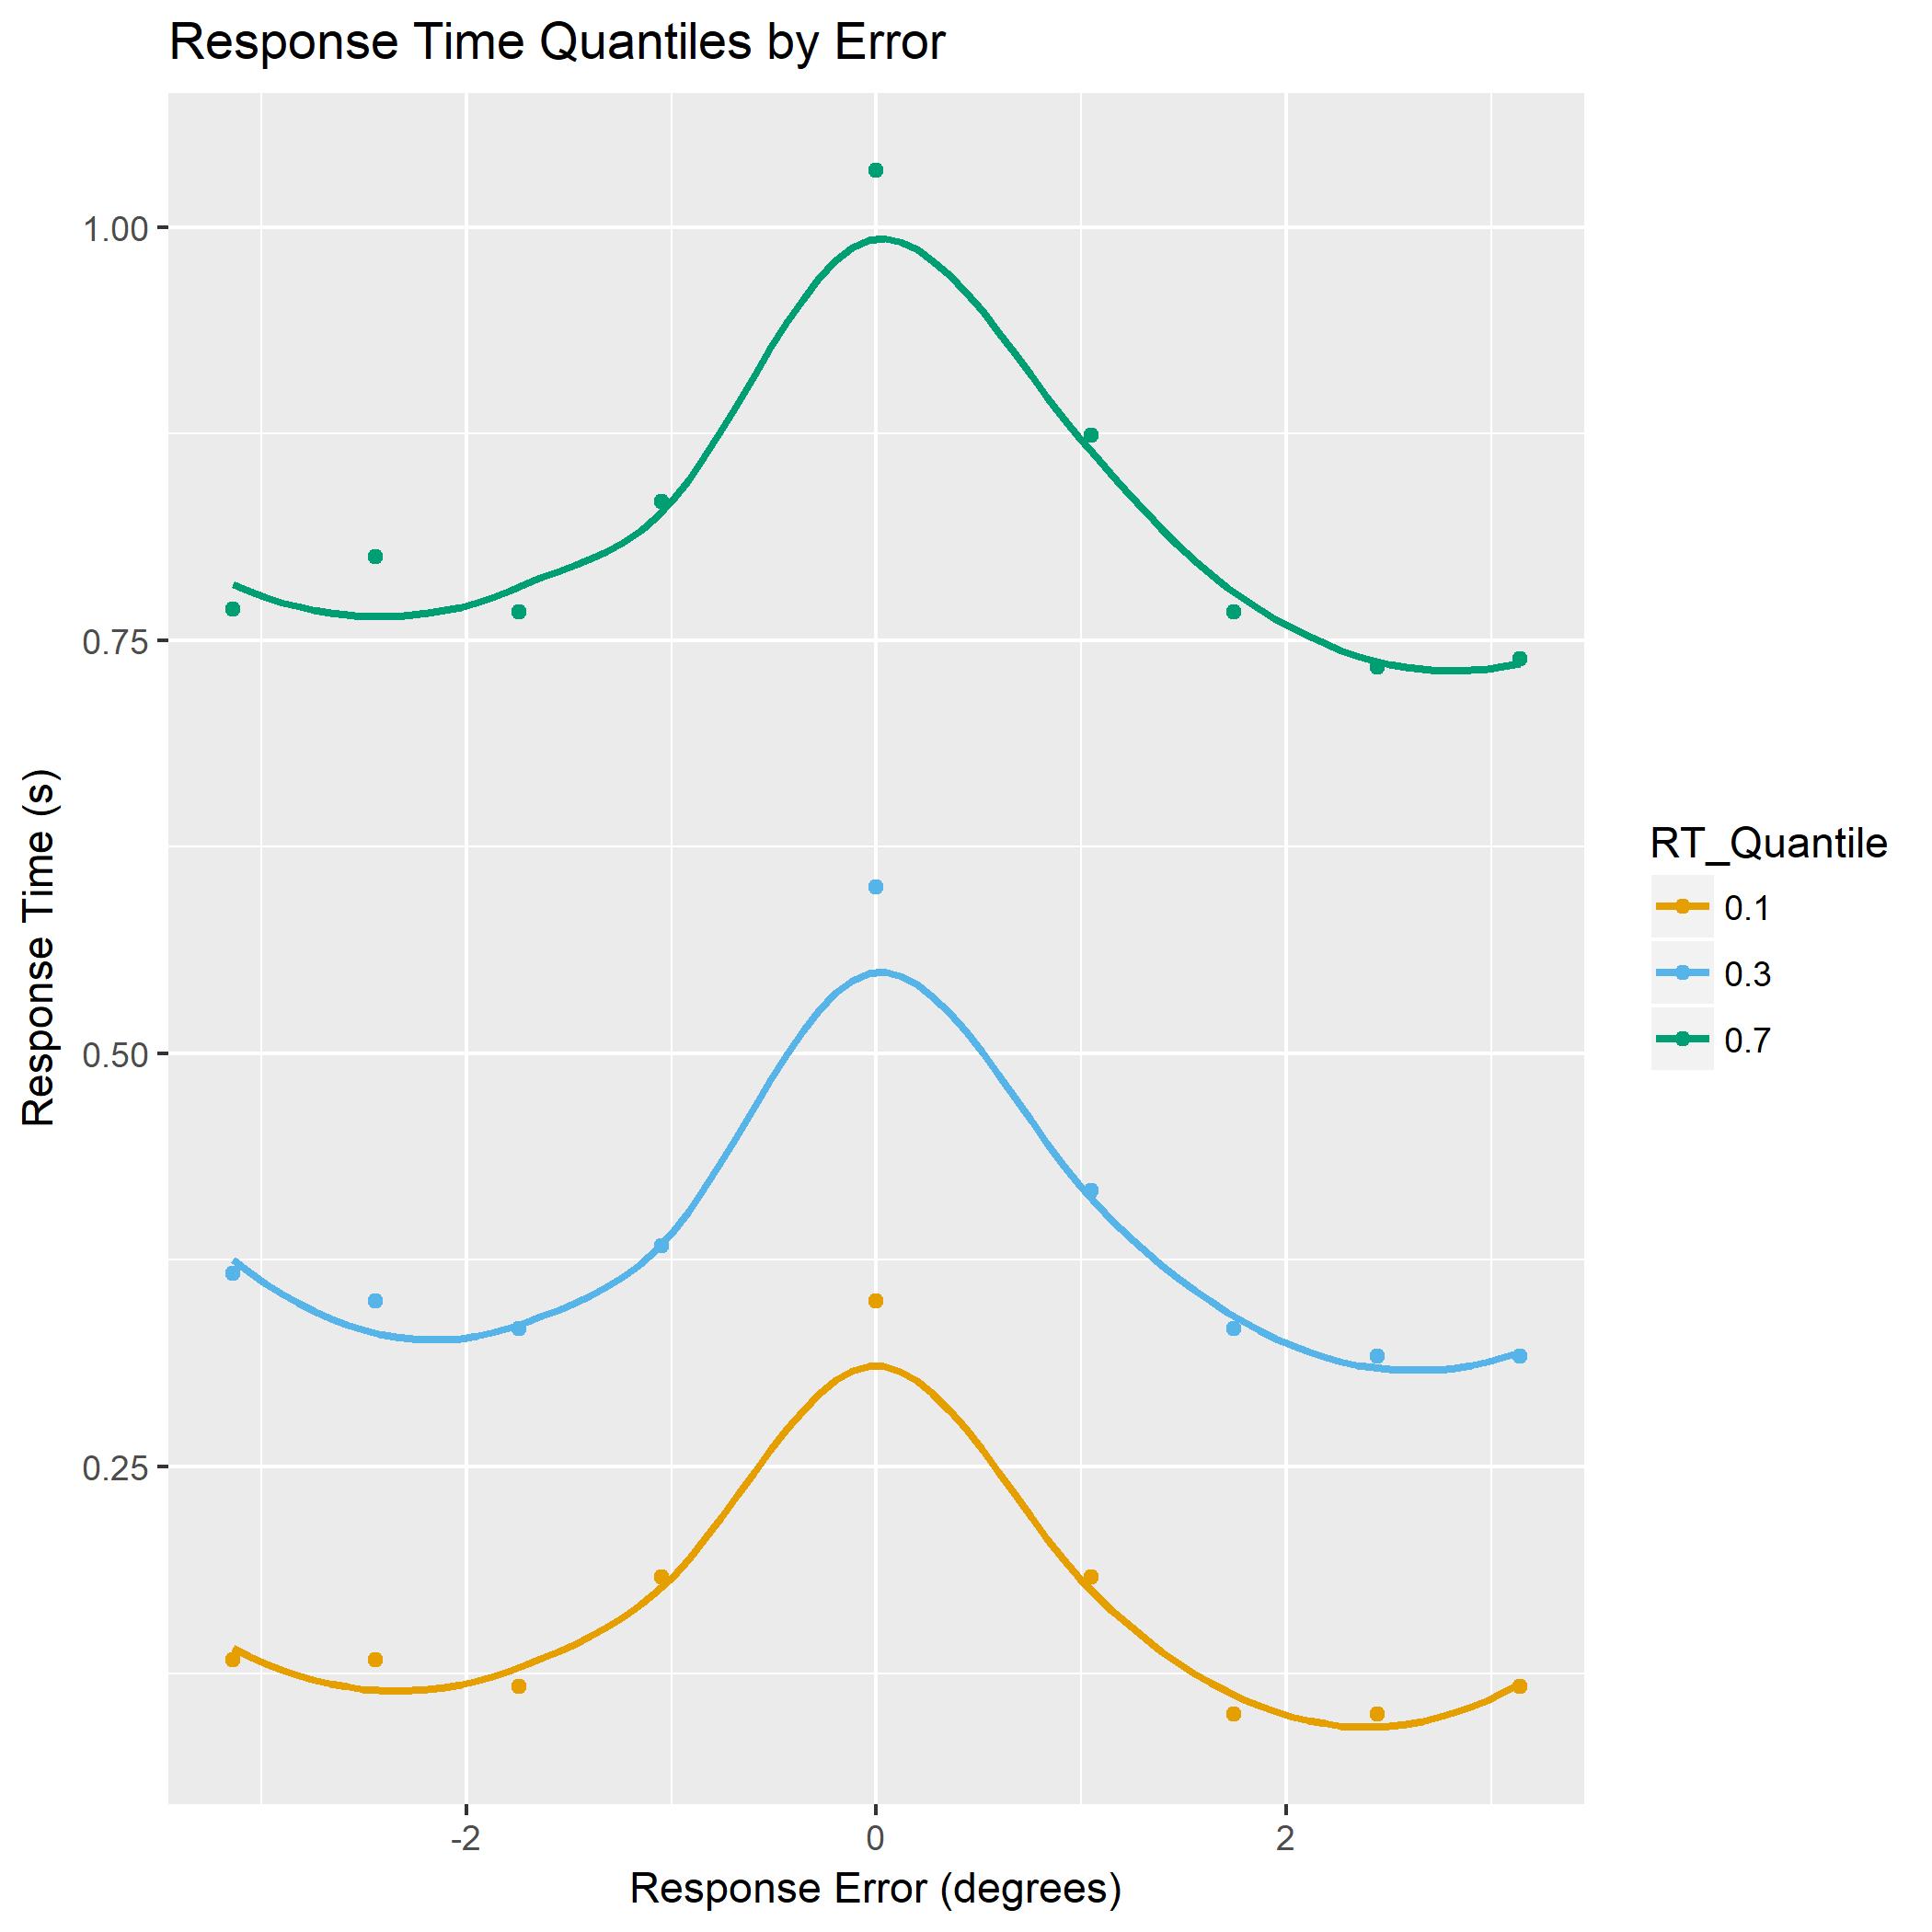 Response Time Quantiles by Error
Response Time (s)
1.00
0.75
0.50
0.25
-2
0
2
Response Error (degrees)
RT_Quantile
0.1
0.3
0.7